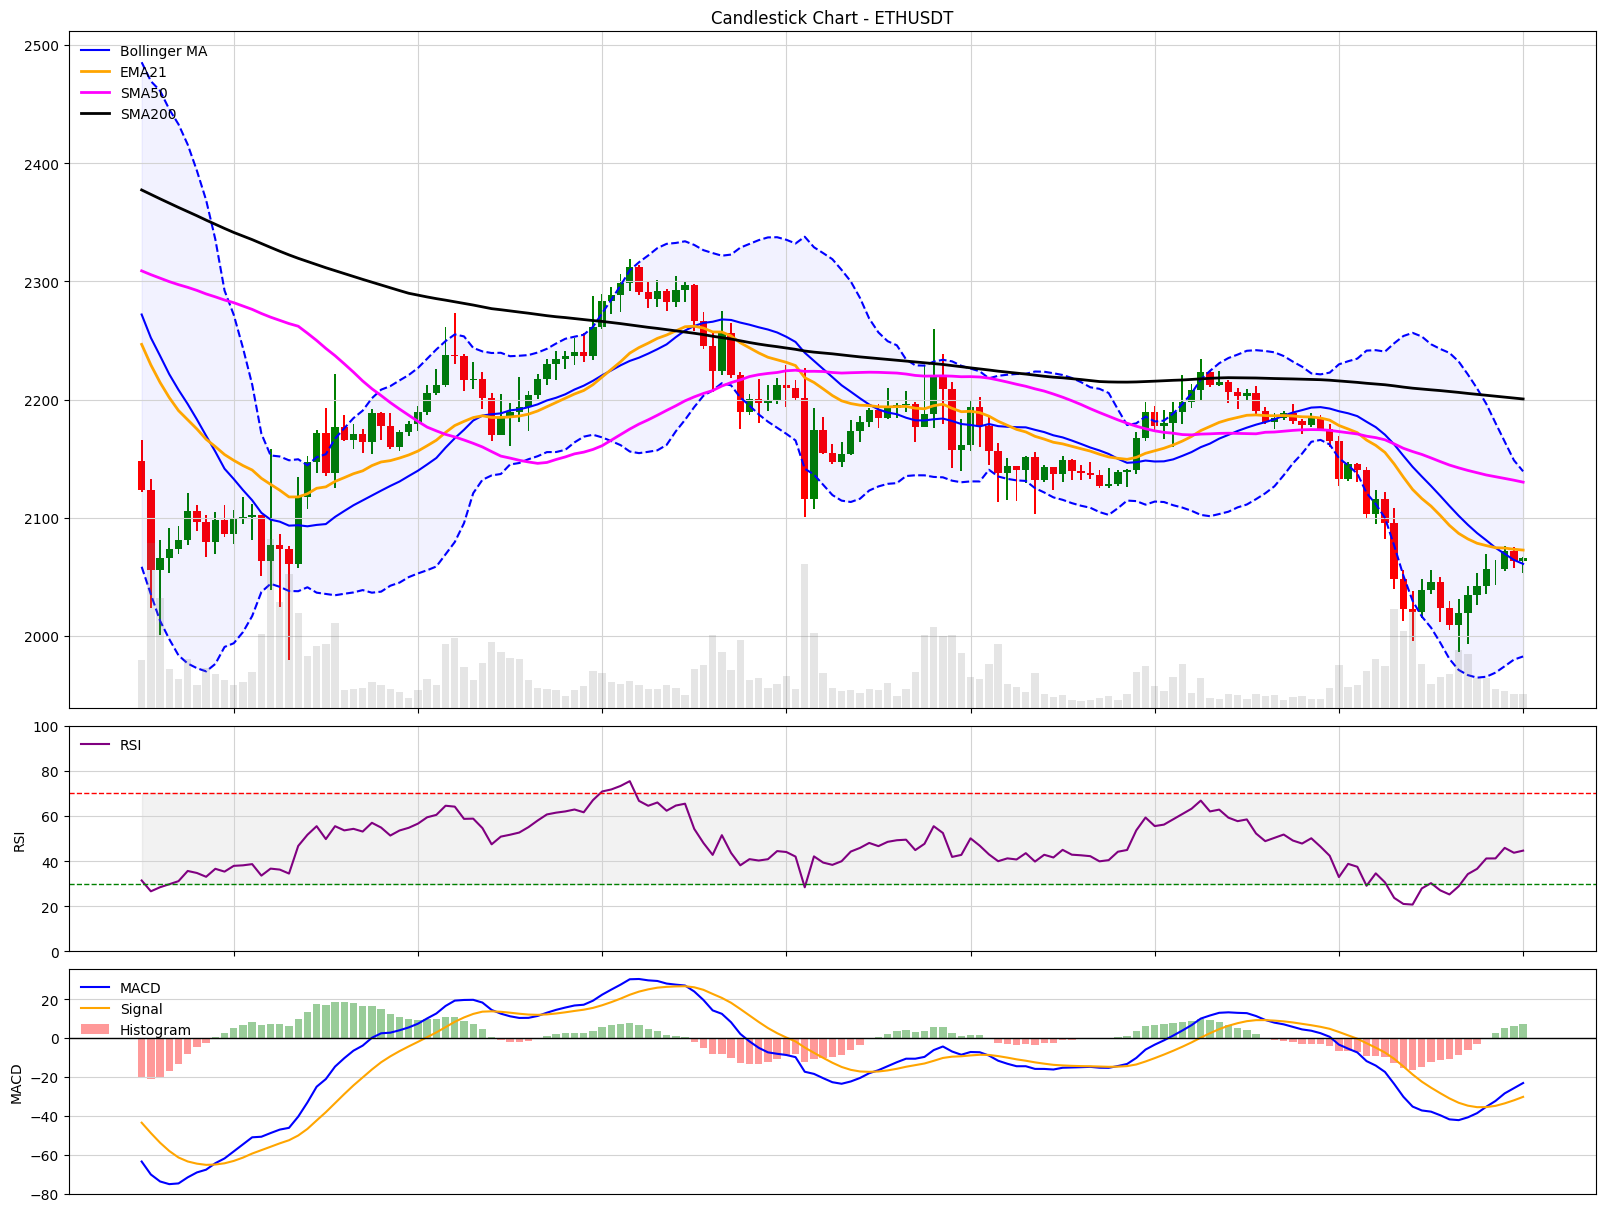 Candlestick Chart - ETHUSDT
Bollinger MA
EMA21
SMA50
SMA200
2500
2400
2300
2200
2100
2000
RSI
100
80
60
40
20
0
RSI
MACD
Signal
Histogram
20
0
−20
−40
−60
−80
MACD